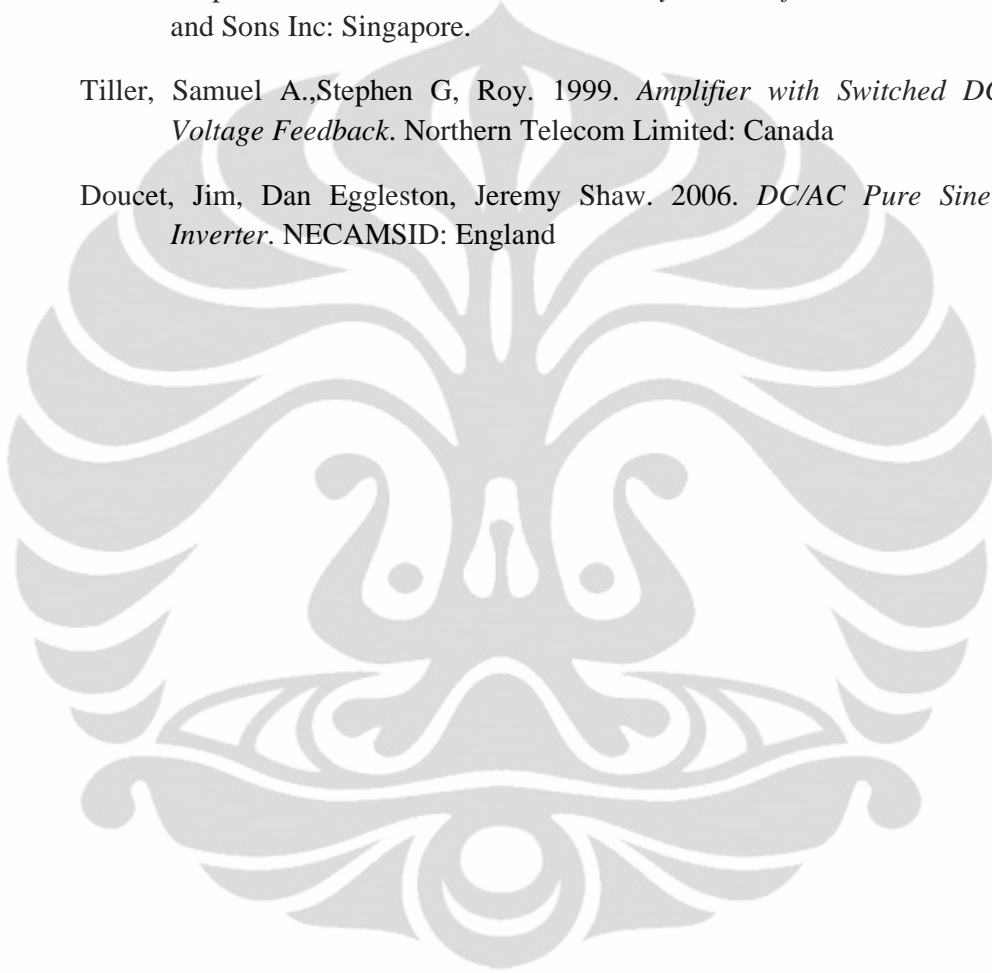 and Sons Inc: Singapore.
Tiller, Samuel A.,Stephen G, Roy. 1999. Amplifier with Switched DC
Voltage Feedback. Northern Telecom Limited: Canada
Doucet, Jim, Dan Eggleston, Jeremy Shaw. 2006. DC/AC Pure Sine
Inverter. NECAMSID: England